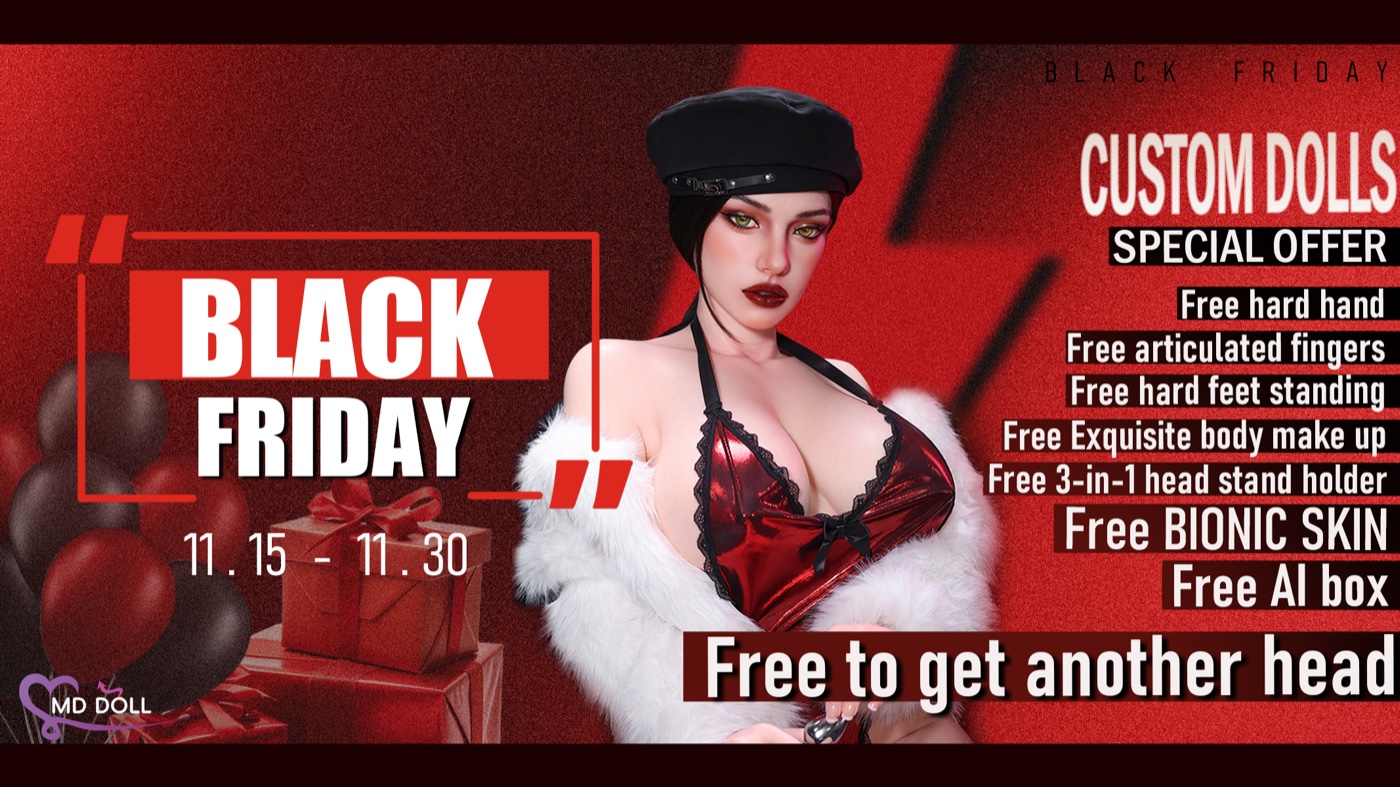 BLACK FRIDAY
BLACK
FRIDAY
11.15 - 11.30
MD DOLL
CUSTOM DOLLS
SPECIAL OFFER
Free hard hand
Free articulated fingers
Free hard feet standing
Free Exquisite body make up
Free 3-in-1 head stand holder
Free BIONIC SKIN
Free AI box
Free to get another head